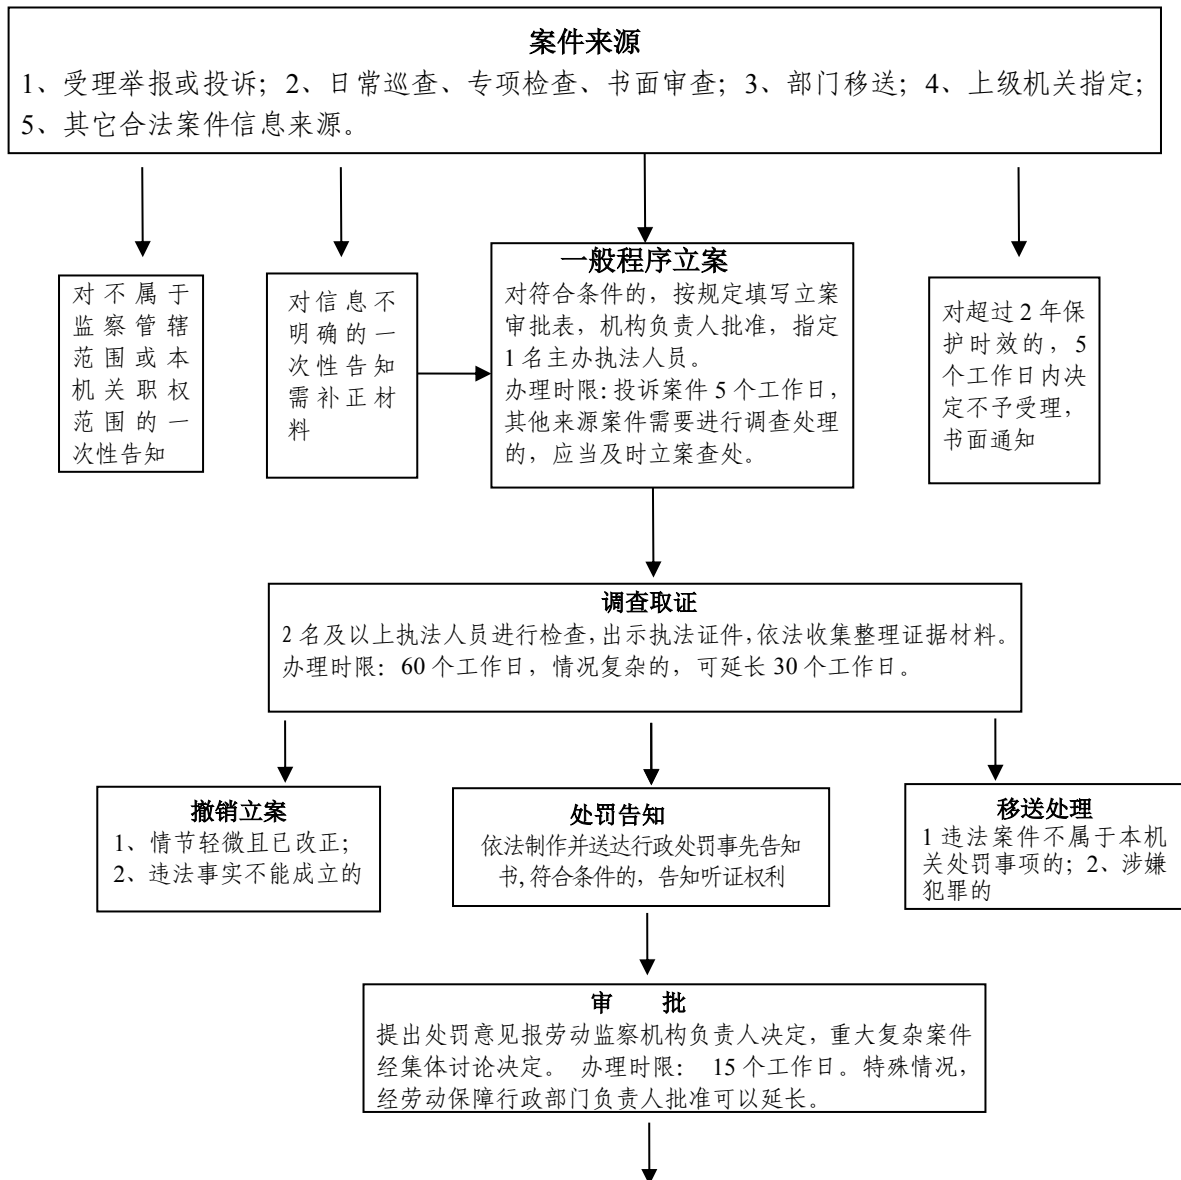 案件来源
1、受理举报或投诉；2、日常巡查、专项检查、书面审查；3、部门移送；4、上级机关指定；
5、其它合法案件信息来源。
对不属于
监察管辖
范围或本
机关职权
范围的一
次性告知
对信息不
明确的一
次性告知
需补正材
料
一般程序立案
对符合条件的，按规定填写立案
审批表，机构负责人批准，指定
1名主办执法人员。
办理时限：投诉案件 5 个工作日，
其他来源案件需要进行调查处理
的，应当及时立案查处。
对超过 2 年保
护时效的，5
个工作日内决
定不予受理，
书面通知
调查取证
2 名及以上执法人员进行检查，出示执法证件，依法收集整理证据材料。
办理时限：60 个工作日，情况复杂的，可延长 30 个工作日。
撤销立案
1、情节轻微且已改正；
2、违法事实不能成立的
处罚告知
依法制作并送达行政处罚事先告知
书，符合条件的，告知听证权利
移送处理
1 违法案件不属于本机
关处罚事项的；2、涉嫌
犯罪的
审 批
提出处罚意见报劳动监察机构负责人决定，重大复杂案件
经集体讨论决定。 办理时限： 15 个工作日。特殊情况，
经劳动保障行政部门负责人批准可以延长。